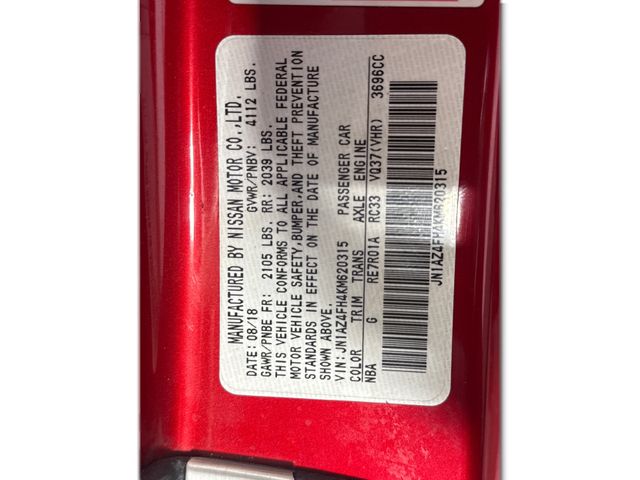 MANUFACTURED BY NISSAN MOTOR CO.,LTD.
DATE: 08/18 GVWR/PNBV: 4112 LBS.
GAWR/PNBE FR: 2105 LBS. RR: 2039 LBS.
THIS VEHICLE CONFORMS TO ALL APPLICABLE FEDERAL
MOTOR VEHICLE SAFETY,BUMPER,AND THEFT PREVENTION
STANDARDS IN EFFECT ON THE DATE OF MANUFACTURE
SHOWN ABOVE.
VIN:JN1AZ4FH4KM620315 PASSENGER CAR
COLOR TRIM TRANS AXLE ENGINE
NBA G RE7R01A RC33 VQ37(VHR) 3696CC
JN1AZ4FH4KM620315